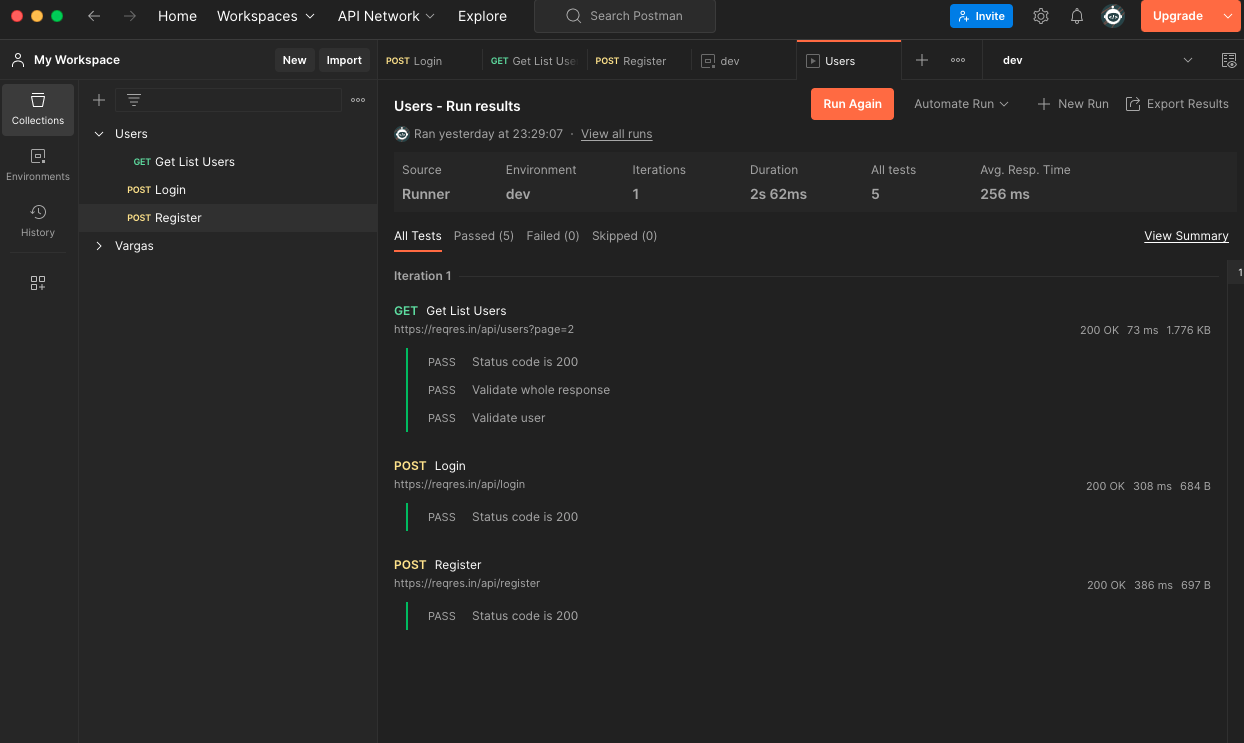 Home Workspaces API Network Explore Search Postman Invite Upgrade
My Workspace New Import POST Login GET Get List Use POST Register dev Users dev
Collections
Environments
History
Users
GET Get List Users
POST Login
POST Register
Vargas
Users - Run results Run Again Automate Run New Run Export Results
Ran yesterday at 23:29:07 · View all runs
Source Environment Iterations Duration All tests Avg. Resp. Time
Runner dev 1 2s 62ms 5 256 ms
All Tests Passed (5) Failed (0) Skipped (0) View Summary
Iteration 1 1
GET Get List Users
https://reqres.in/api/users?page=2 200 OK 73 ms 1.776 KB
PASS Status code is 200
PASS Validate whole response
PASS Validate user
POST Login
https://reqres.in/api/login 200 OK 308 ms 684 B
PASS Status code is 200
POST Register
https://reqres.in/api/register 200 OK 386 ms 697 B
PASS Status code is 200